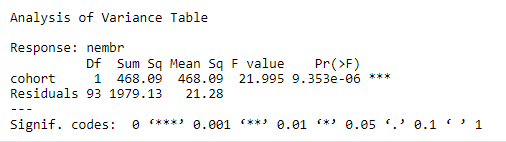 Analysis of Variance Table
Response: nembr
Df Sum Sq Mean Sq F value Pr(>F)
cohort 1 468.09 468.09 21.995 9.353e-06 ***
Residuals 93 1979.13 21.28
---
Signif. codes: 0 ‘***’ 0.001 ‘**’ 0.01 ‘*’ 0.05 ‘.’ 0.1 ‘ ’ 1